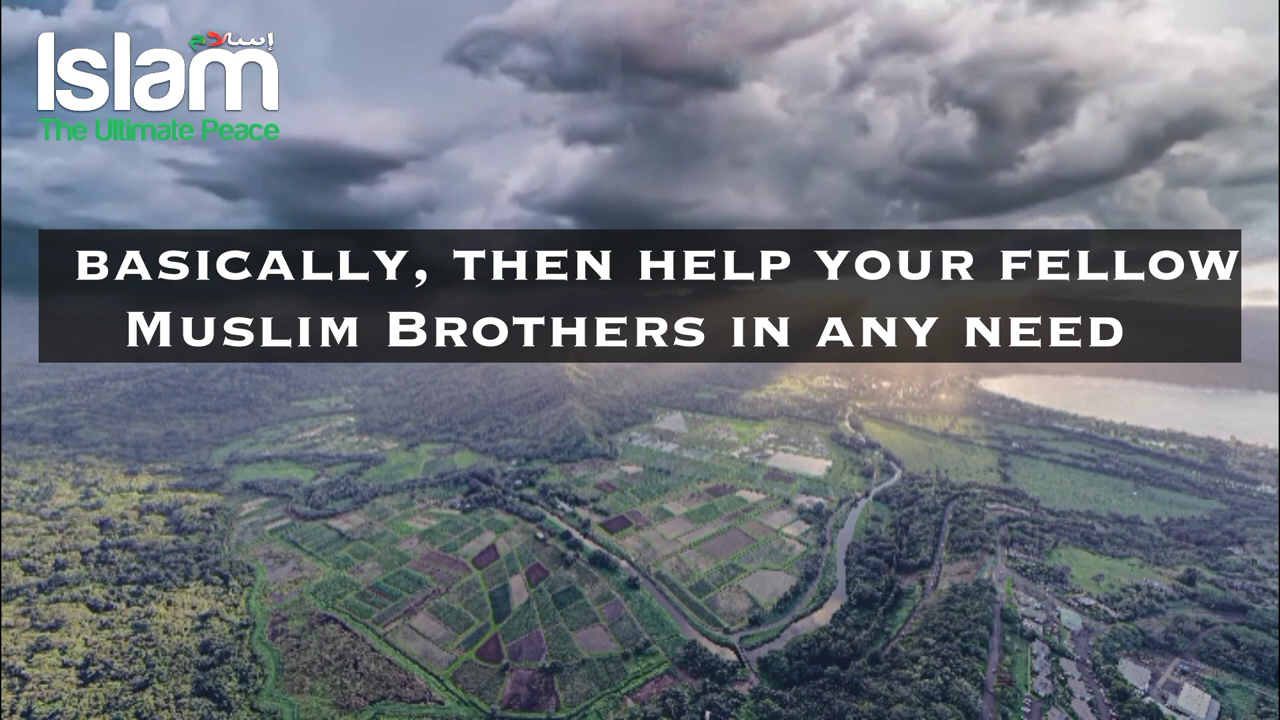 إسلام
Islam
The Ultimate Peace
BASICALLY, THEN HELP YOUR FELLOW
MUSLIM BROTHERS IN ANY NEED